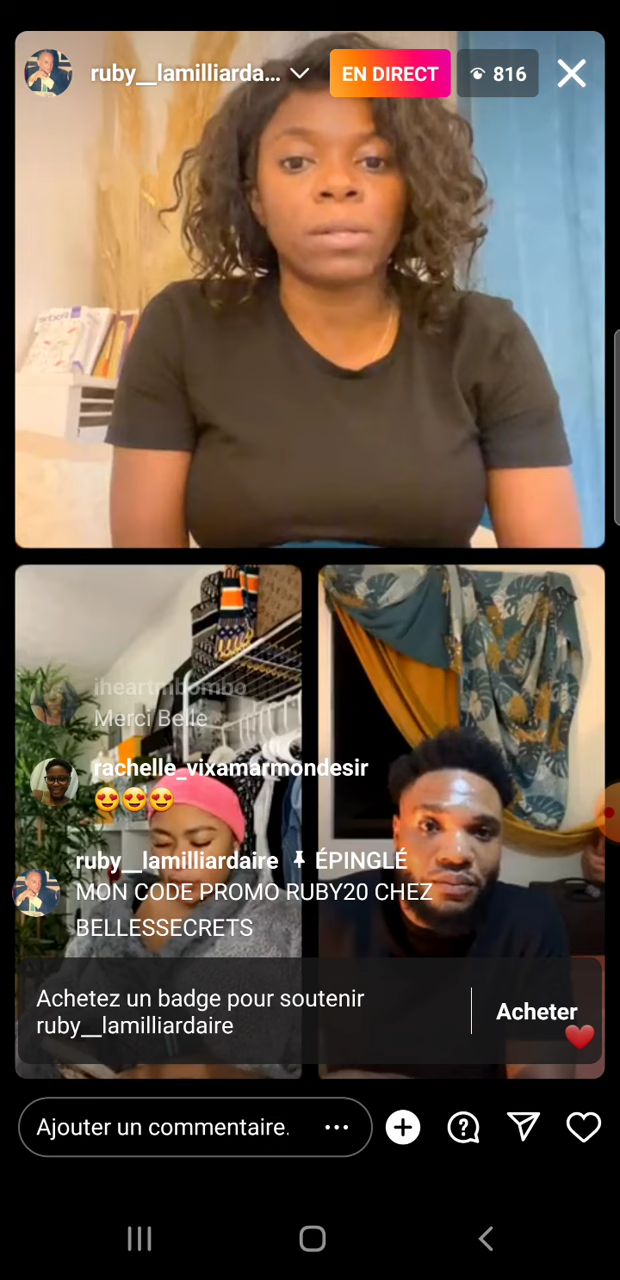 ruby__lamilliarda...
EN DIRECT
816
iheartmbombo
Merci Belle
rachelle_vixamarmondesir
😍😍😍
ruby__lamilliardaire ÉPINGLÉ
MON CODE PROMO RUBY20 CHEZ
BELLESSECRETS
Achetez un badge pour soutenir
ruby__lamilliardaire
Acheter
Ajouter un commentaire.